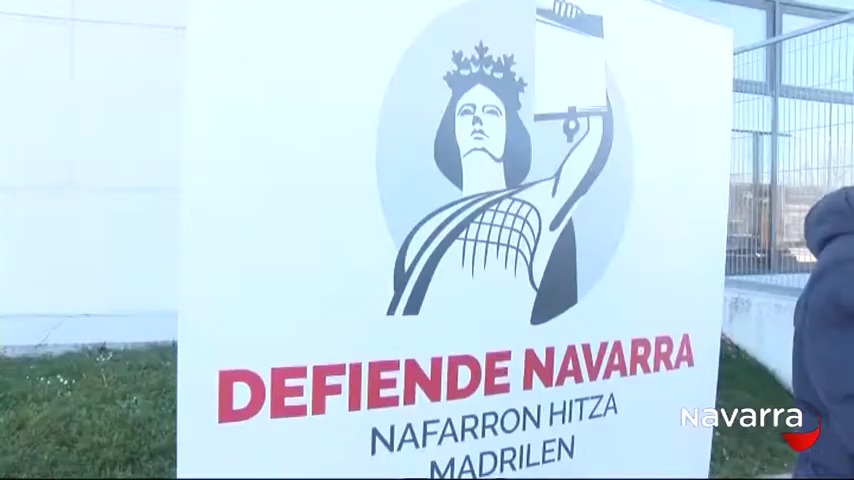 DEFIENDE NAVARRA
NAFARRON HITZA
MADRILEN
Navarra